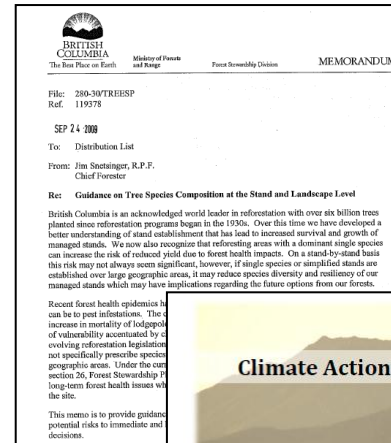 BRITISH
COLUMBIA
The Best Place on Earth
Ministry of Forests
and Range
Forest Stewardship Division
MEMORANDUM
File: 280-30/TREESP
Ref. 119378
SEP 24 2009
To: Distribution List
From: Jim Snetsinger, R.P.F.
Chief Forester
Re: Guidance on Tree Species Composition at the Stand and Landscape Level
British Columbia is an acknowledged world leader in reforestation with over six billion trees
planted since reforestation programs began in the 1930s. Over this time we have developed a
better understanding of stand establishment that has lead to increased survival and growth of
managed stands. We now also recognize that reforesting areas with a dominant single species
can increase the risk of reduced yield due to forest health impacts. On a stand-by-stand basis
this risk may not always seem significant, however, if single species or simplified stands are
established over large geographic areas, it may reduce species diversity and resiliency of our
managed stands which may have implications regarding the future options from our forests.
Recent forest health epidemics
can be to pest infestations. The
increase in mortality of lodgepole
of vulnerability accentuated by
evolving reforestation legislation
not specifically prescribe species
geographic areas. Under the
section 26, Forest Stewardship
long-term forest health issues
the site.
This memo is to provide guidance
potential risks to immediate and
decisions.
Climate Action